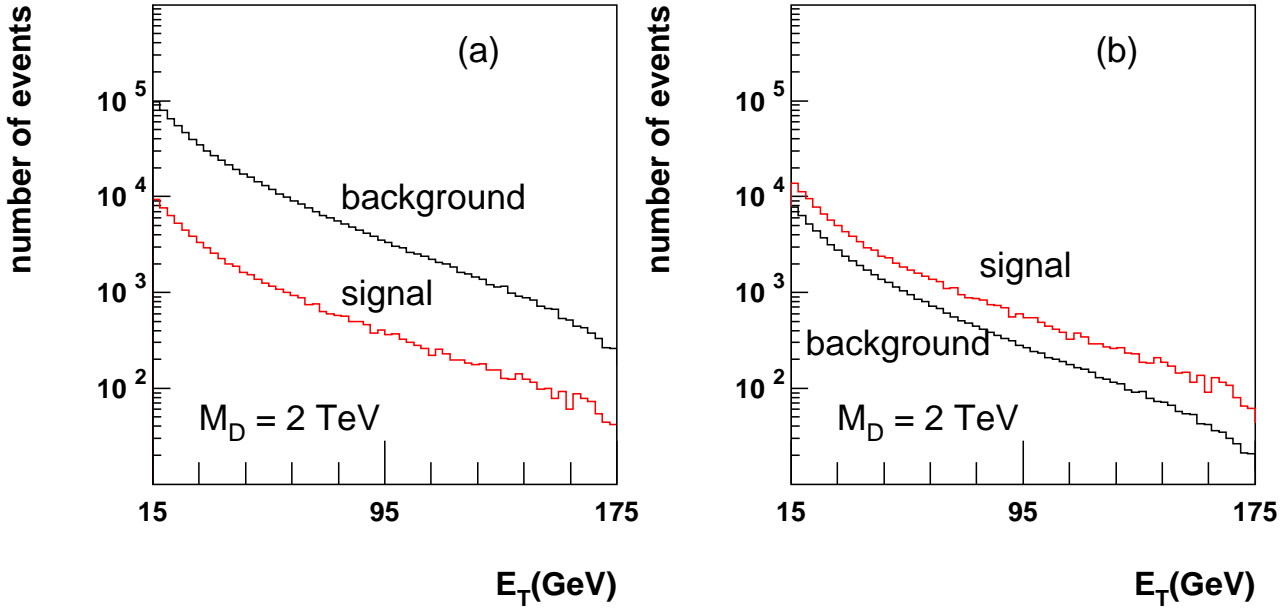 number of events
(a)
10^5
10^4
10^3
10^2
background
signal
M_D = 2 TeV
15 95 175
E_T(GeV)
number of events
(b)
10^5
10^4
10^3
10^2
signal
background
M_D = 2 TeV
15 95 175
E_T(GeV)